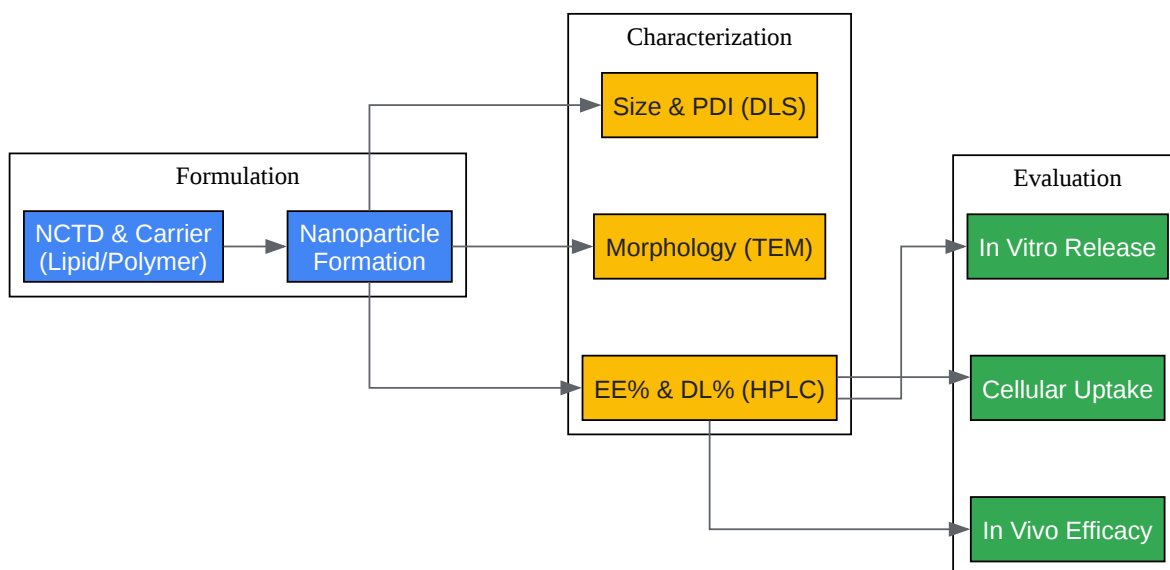 Formulation
NCTD & Carrier
(Lipid/Polymer)
Nanoparticle
Formation
Characterization
Size & PDI (DLS)
Morphology (TEM)
EE% & DL% (HPLC)
Evaluation
In Vitro Release
Cellular Uptake
In Vivo Efficacy